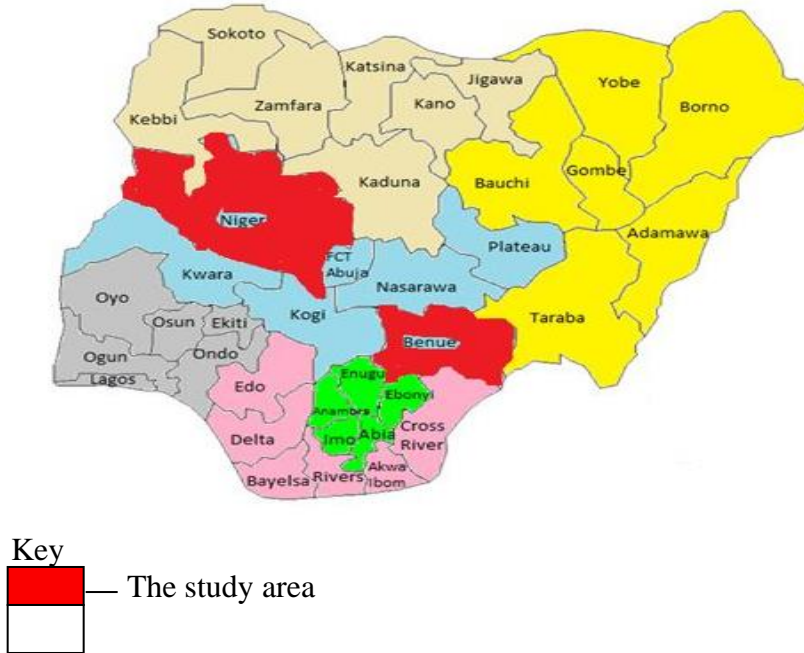 Sokoto
Katsina
Jigawa
Yobe
Borno
Kebbi
Zamfara
Kano
Kaduna
Bauchi
Gombe
Niger
Adamawa
Plateau
FCT
Abuja
Kwara
Nasarawa
Oyo
Kogi
Taraba
Osun
Ekiti
Benue
Ogun
Ondo
Lagos
Enugu
Edo
Ebonyi
Anambra
Cross
River
Delta
Imo
Abia
Bayelsa
Rivers
Akwa
Ibom
Key
The study area